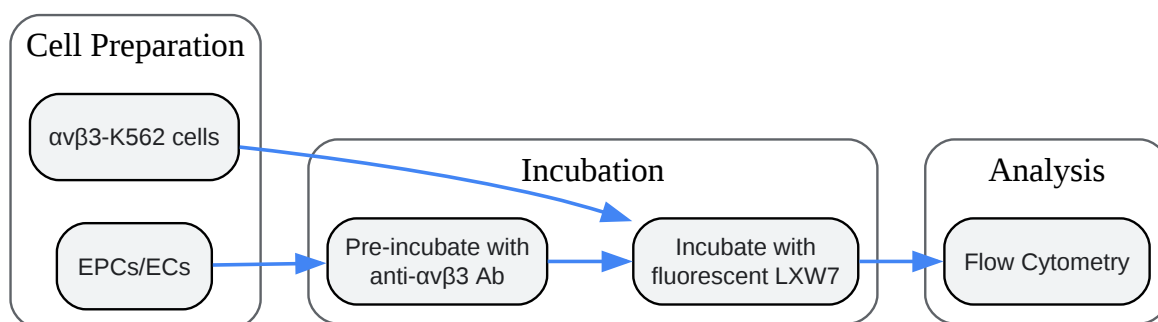 Cell Preparation
αvβ3-K562 cells
EPCs/ECs
Incubation
Pre-incubate with
anti-αvβ3 Ab
Incubate with
fluorescent LXW7
Analysis
Flow Cytometry